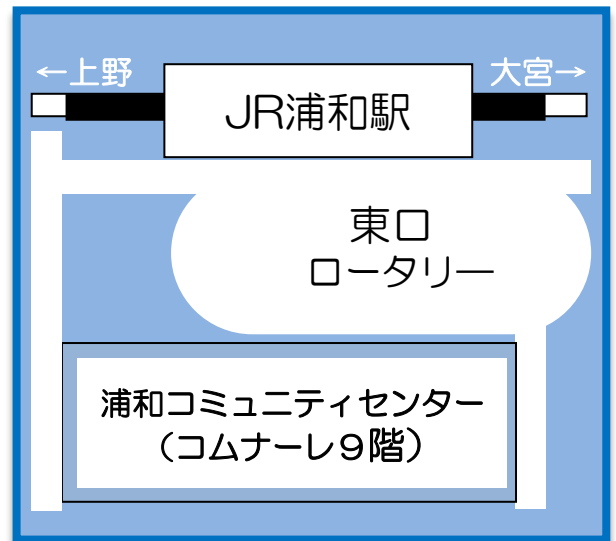 ←上野
大宮→
JR浦和駅
東口
ロータリー
浦和コミュニティセンター
（コムナーレ９階）